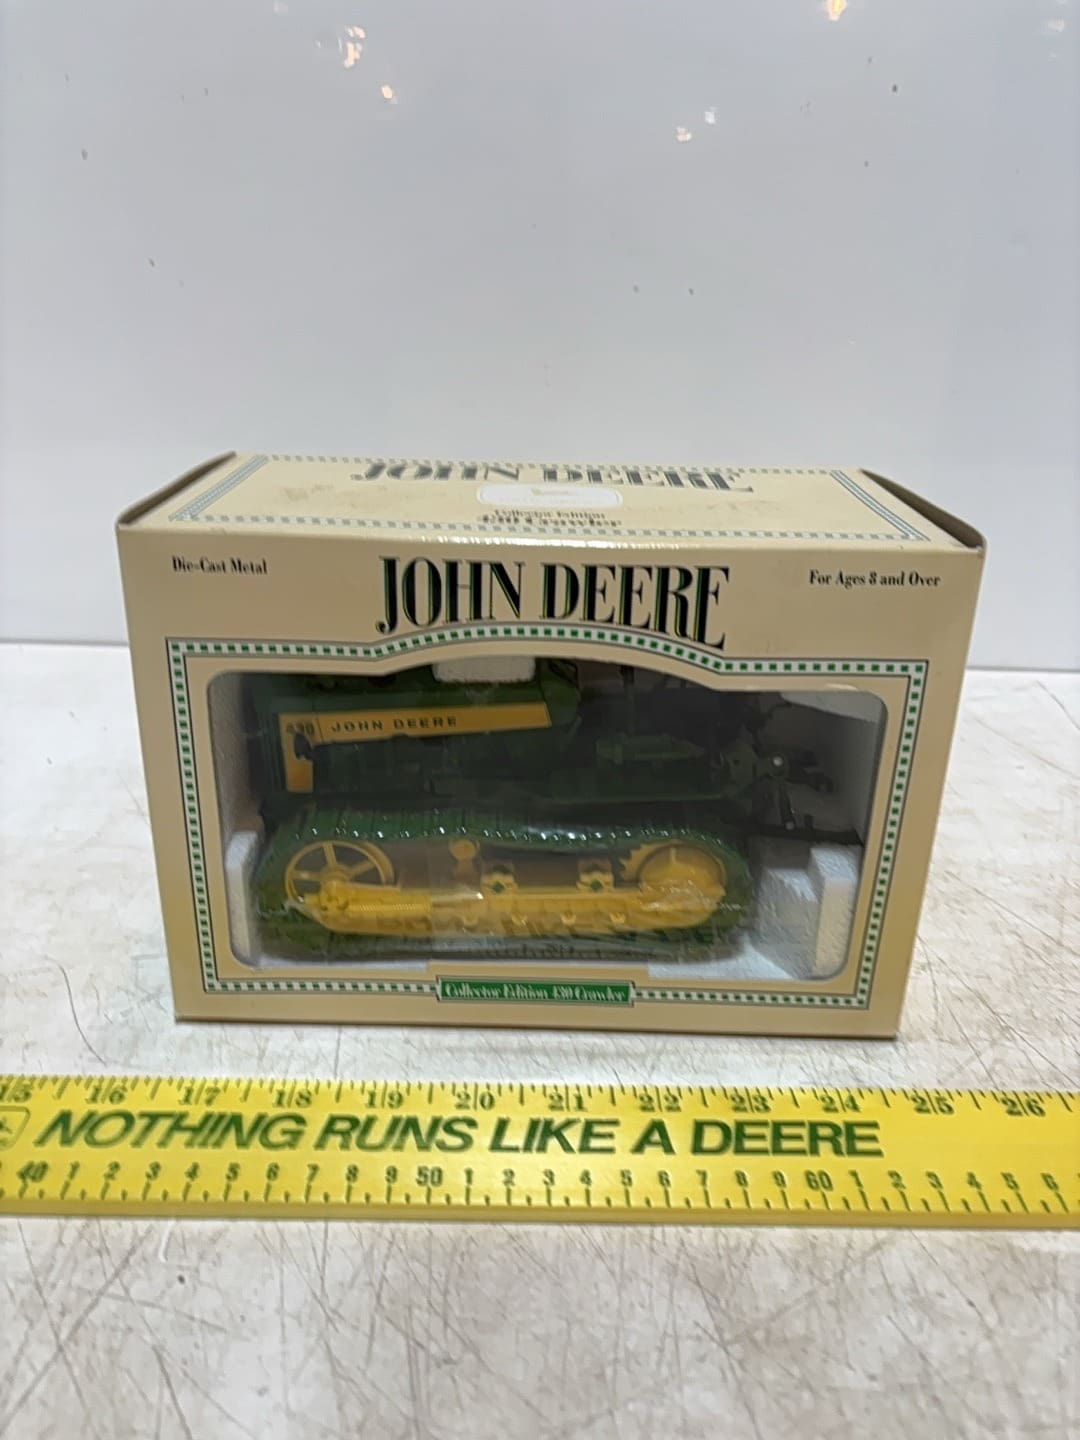 JOHN DEERE
Collector Edition
430 Crawler
Die-Cast Metal
JOHN DEERE
For Ages 8 and Over
430 JOHN DEERE
Collector Edition 430 Crawler
15 16 17 18 19 20 21 22 23 24 25 26
NOTHING RUNS LIKE A DEERE
40 1 2 3 4 5 6 7 8 9 50 1 2 3 4 5 6 7 8 9 60 1 2 3 4 5 6